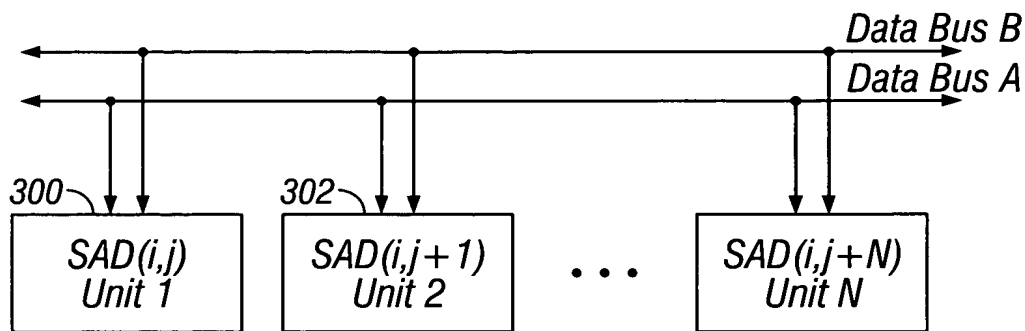 Data Bus B
Data Bus A
300
302
SAD(i,j)
Unit 1
SAD(i,j+1)
Unit 2
• • •
SAD(i,j+N)
Unit N